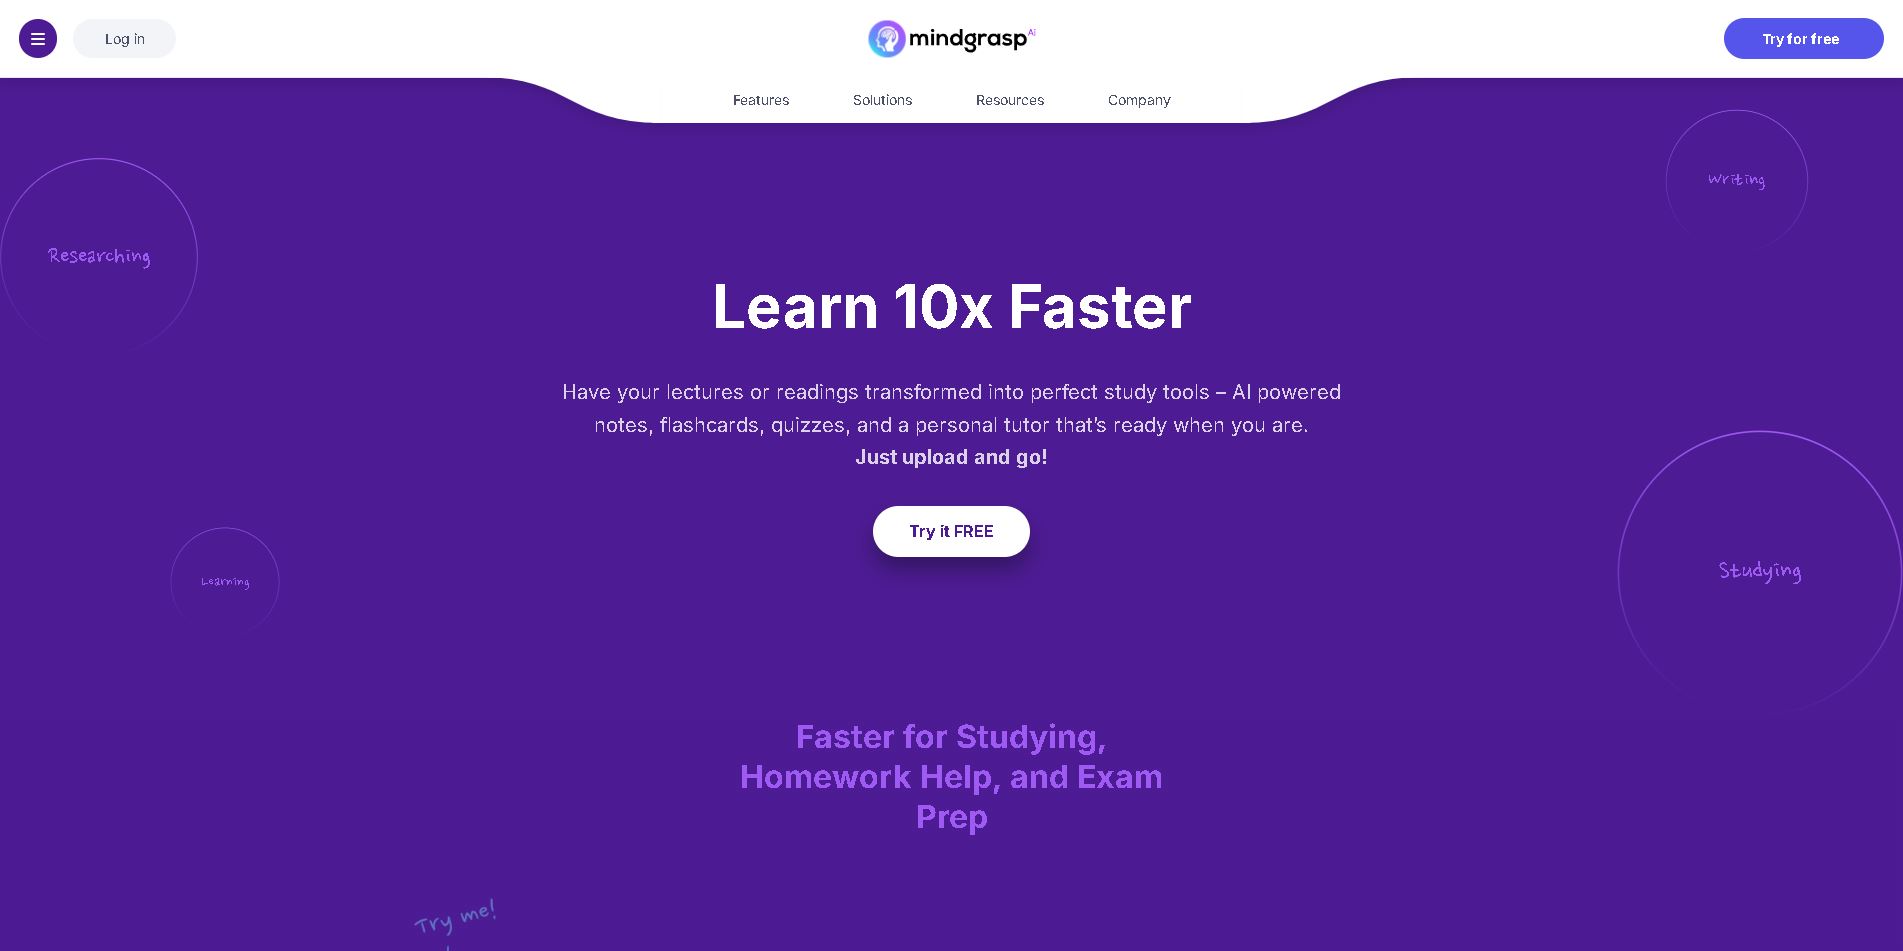 Log in
mindgrasp Ai
Try for free
Features
Solutions
Resources
Company
Writing
Researching
Learn 10x Faster
Have your lectures or readings transformed into perfect study tools – AI powered
notes, flashcards, quizzes, and a personal tutor that's ready when you are.
Just upload and go!
Try it FREE
Learning
Studying
Faster for Studying,
Homework Help, and Exam
Prep
Try me!